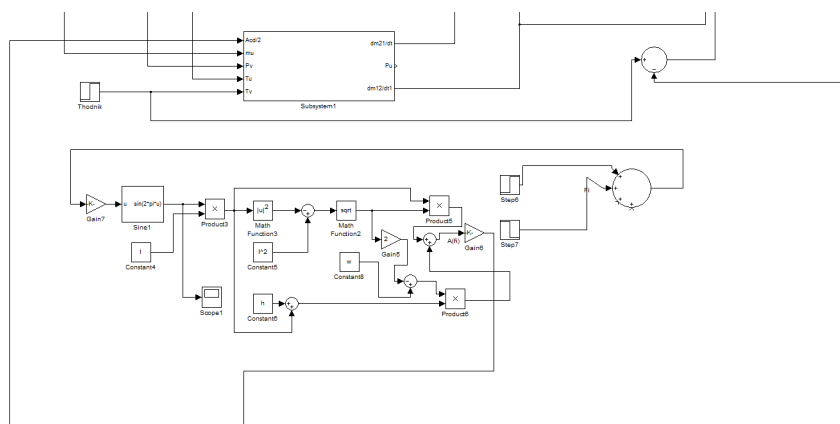 Acd/2
mu
Pv
Tu
Tv
dm21/dt
Pu
dm12/dt1
Subsystem1
Thodnik
-K-
Gain7
u
sin(2*pi*u)
Sine1
l
Constant4
×
Product3
|u|²
Math
Function3
l^2
Constant5
sqrt
Math
Function2
2
Gain5
w
Constant8
×
Product5
A(fi)
-K-
Gain6
×
Product6
h
Constant6
Scope1
Step6
Step7
Fi